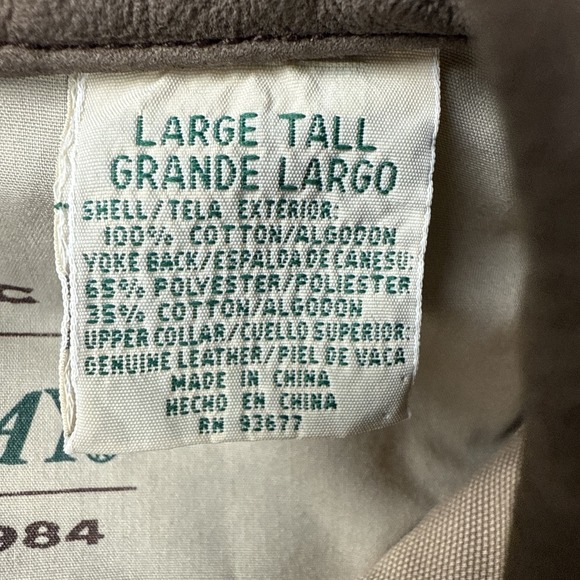 LARGE TALL
GRANDE LARGO
SHELL/TELA EXTERIOR:
100% COTTON/ALGODON
YOKE BACK/ESPALDA DE CANESU:
65% POLYESTER/POLIESTER
35% COTTON/ALGODON
UPPER COLLAR/CUELLO SUPERIOR:
GENUINE LEATHER/PIEL DE VACA
MADE IN CHINA
HECHO EN CHINA
RN 93677
984